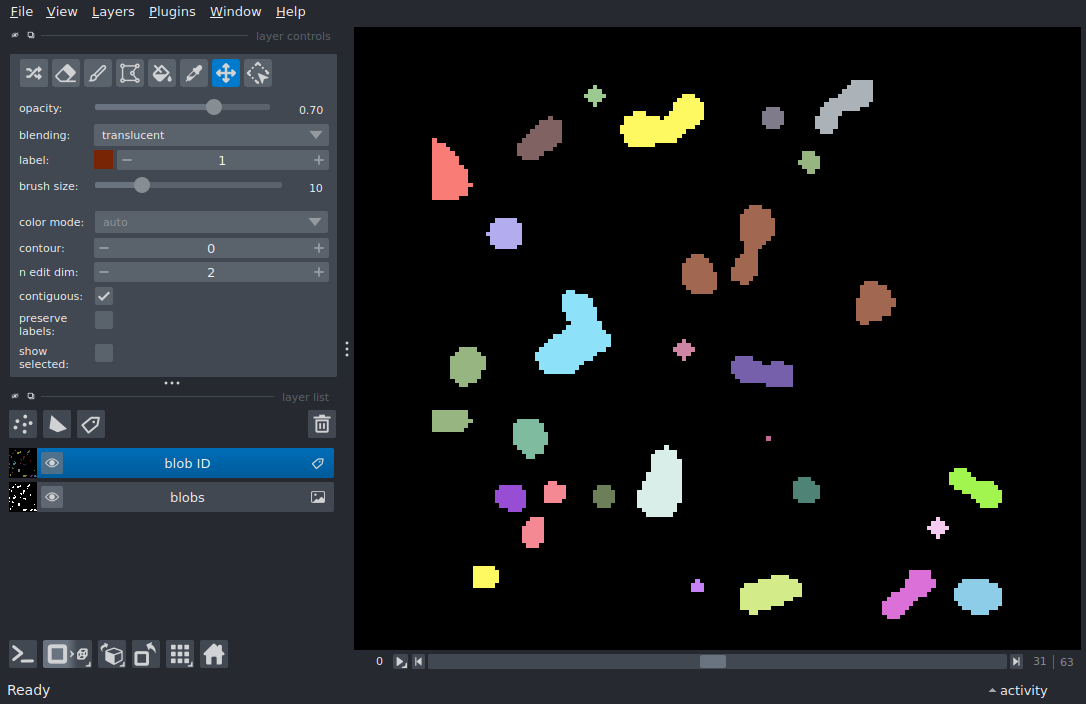 File View Layers Plugins Window Help
layer controls
opacity: 0.70
blending: translucent
label: 1
brush size: 10
color mode: auto
contour: 0
n edit dim: 2
contiguous:
preserve
labels:
show
selected:
layer list
blob ID
blobs
0 31 63
Ready activity